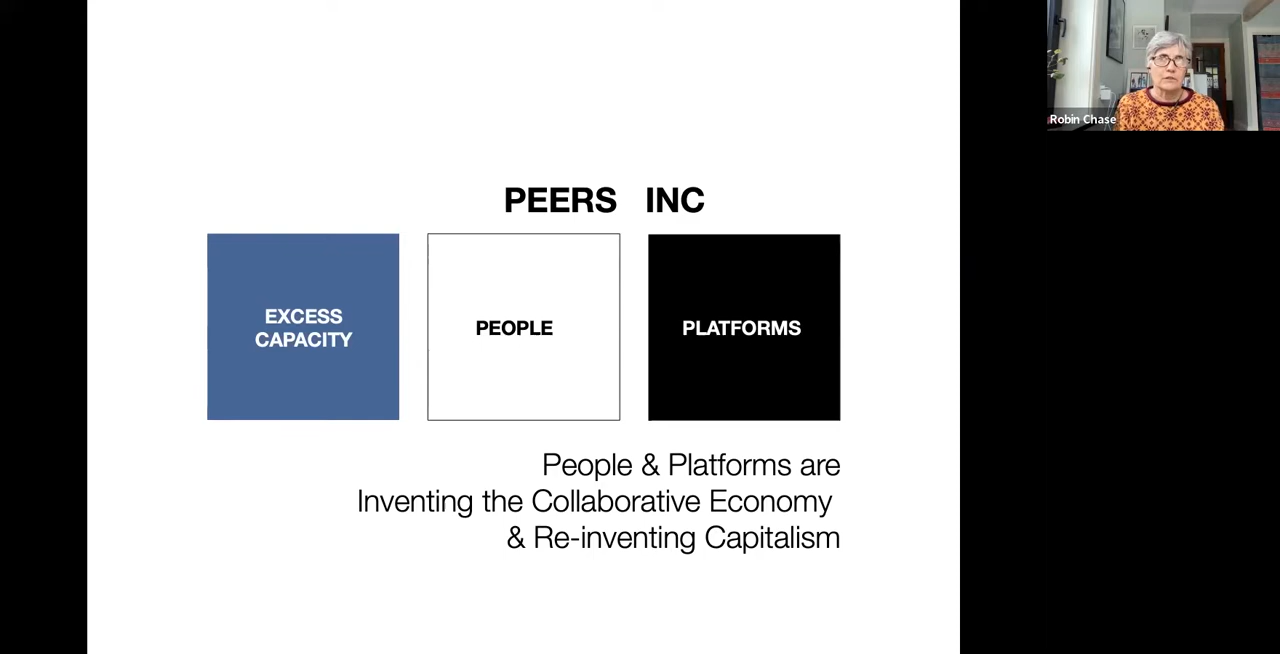 Robin Chase
PEERS INC
EXCESS
CAPACITY
PEOPLE
PLATFORMS
People & Platforms are
Inventing the Collaborative Economy
& Re-inventing Capitalism